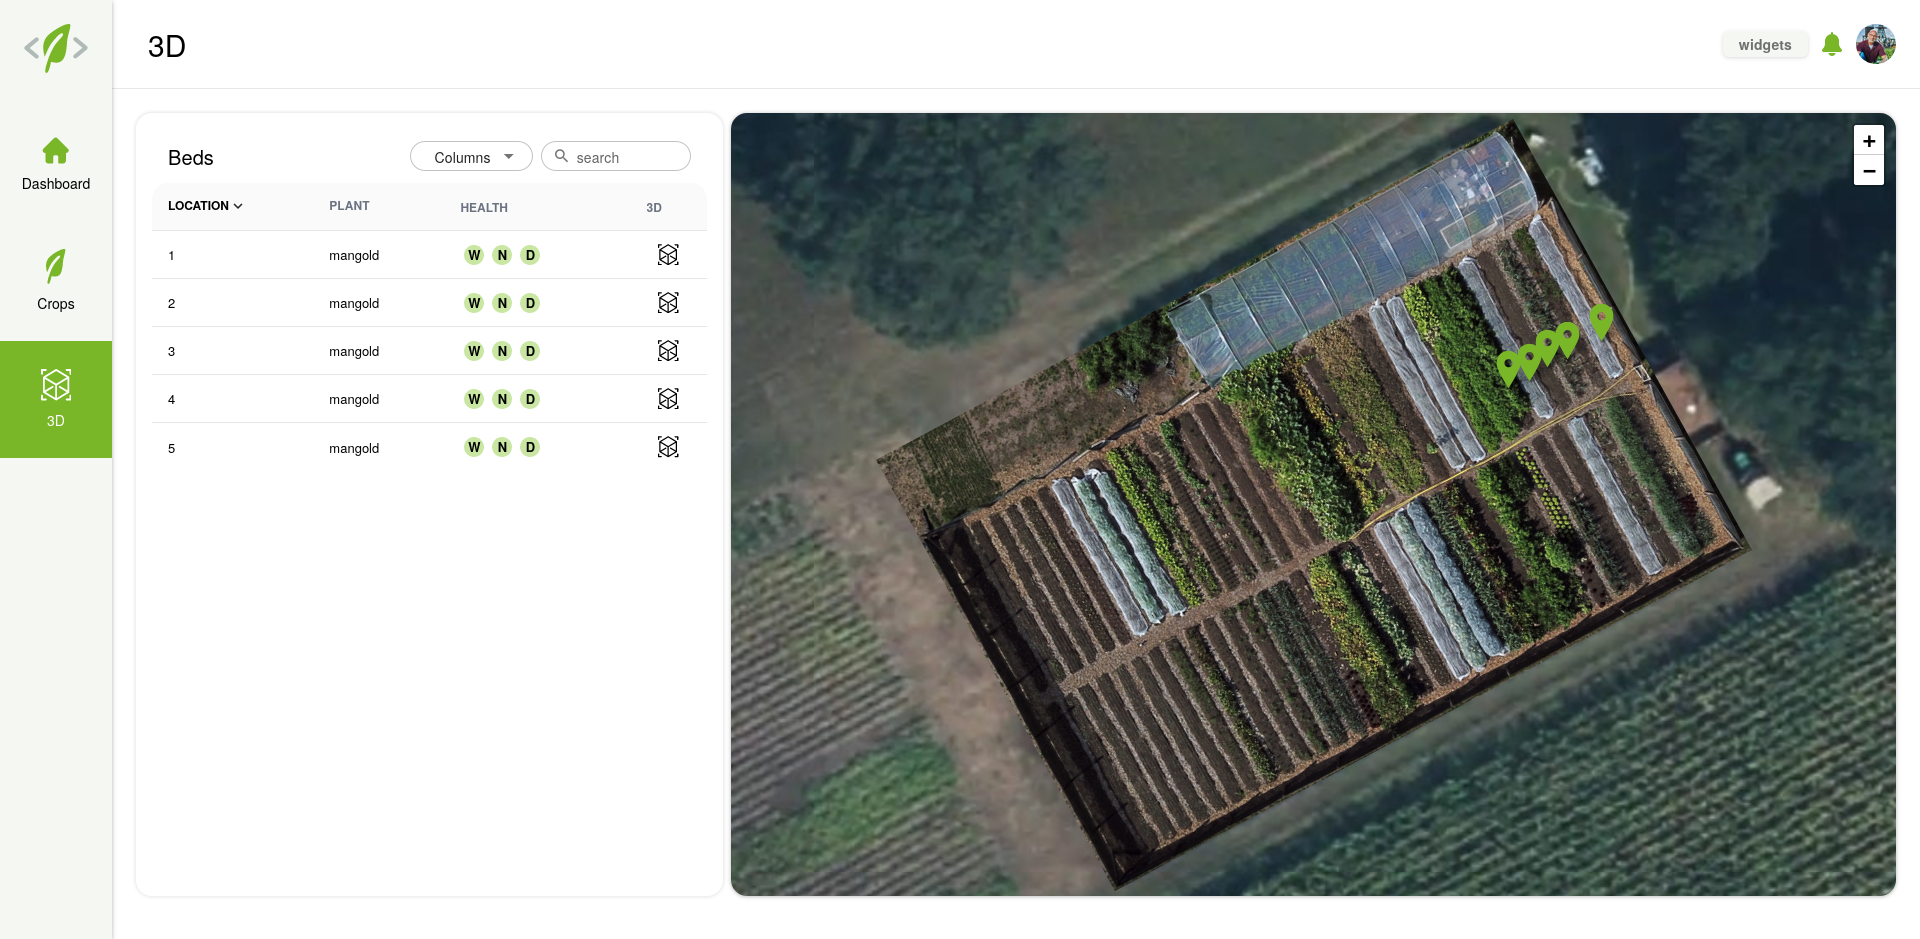 3D
widgets
Dashboard
Crops
3D
Beds
Columns
search
LOCATION PLANT HEALTH 3D
1 mangold W N D
2 mangold W N D
3 mangold W N D
4 mangold W N D
5 mangold W N D
+
−